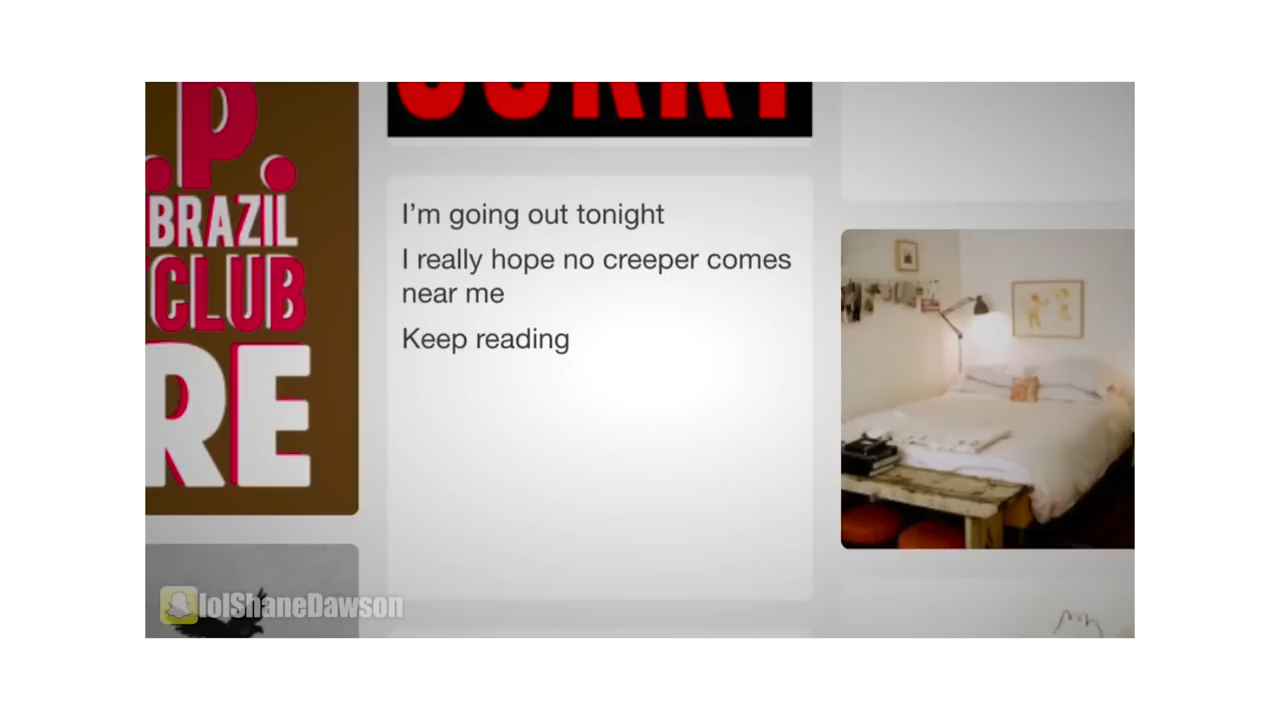 .P.
BRAZIL
CLUB
RE
I'm going out tonight
I really hope no creeper comes
near me
Keep reading
lolShaneDawson